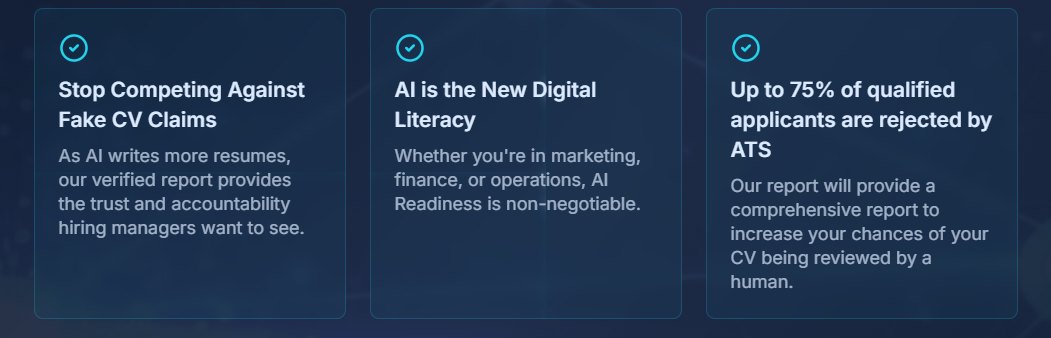 Stop Competing Against
Fake CV Claims
As AI writes more resumes,
our verified report provides
the trust and accountability
hiring managers want to see.
AI is the New Digital
Literacy
Whether you're in marketing,
finance, or operations, AI
Readiness is non-negotiable.
Up to 75% of qualified
applicants are rejected by
ATS
Our report will provide a
comprehensive report to
increase your chances of your
CV being reviewed by a
human.